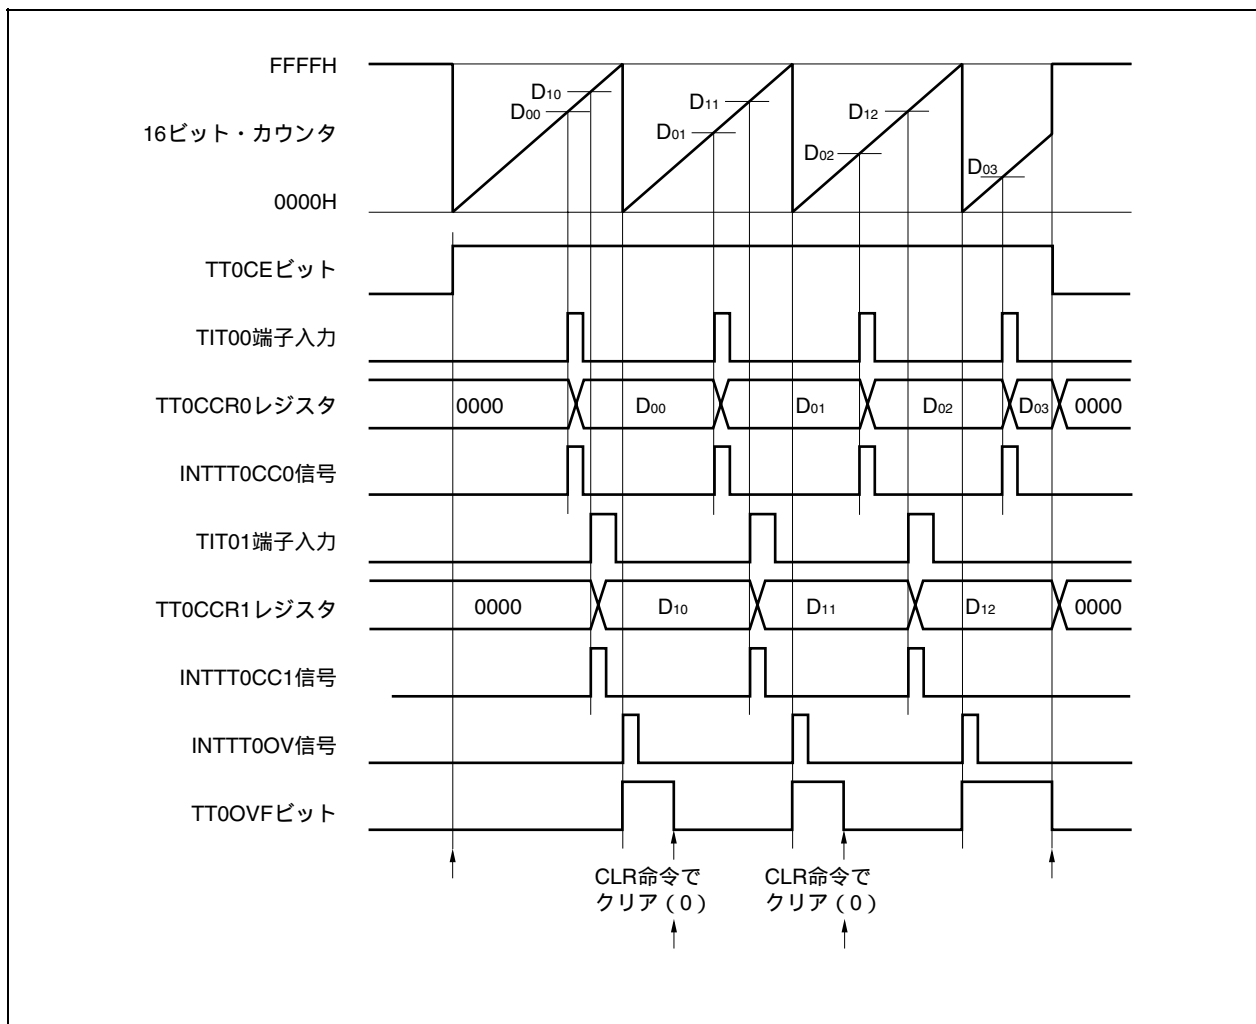 FFFFH
D10
D00
D11
D01
D12
D02
D03
16ビット・カウンタ
0000H
TT0CEビット
TIT00端子入力
TT0CCR0レジスタ
0000
D00
D01
D02
D03
0000
INTTT0CC0信号
TIT01端子入力
TT0CCR1レジスタ
0000
D10
D11
D12
0000
INTTT0CC1信号
INTTT0OV信号
TT0OVFビット
CLR命令で
クリア（0）
CLR命令で
クリア（0）